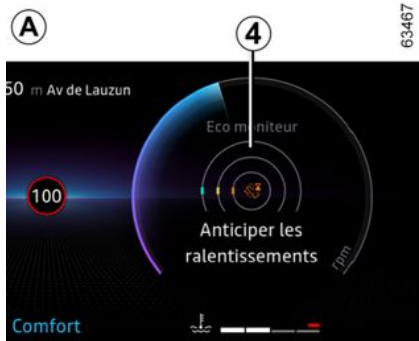 A
4
63467
50 m Av de Lauzun
Eco moniteur
100
Anticiper les
ralentissements
rpm
Comfort